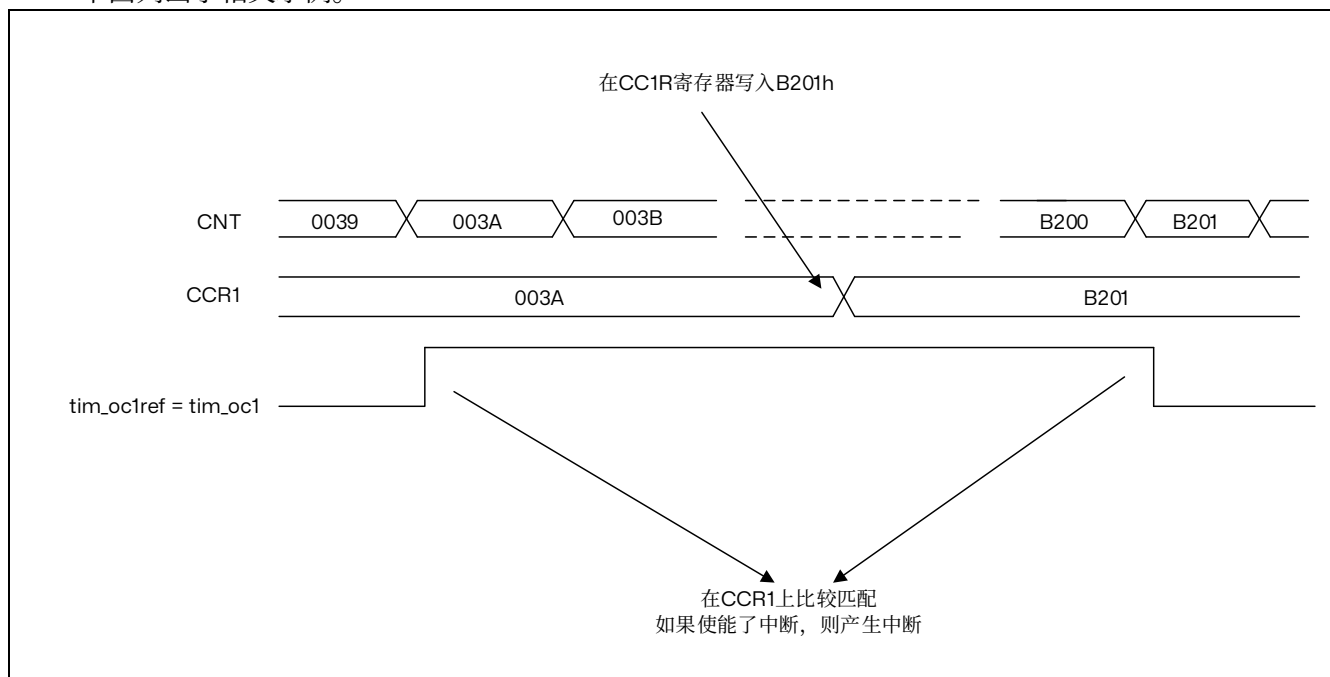 在CC1R寄存器写入B201h
CNT 0039 003A 003B B200 B201
CCR1 003A B201
tim_oc1ref = tim_oc1
在CCR1上比较匹配
如果使能了中断，则产生中断